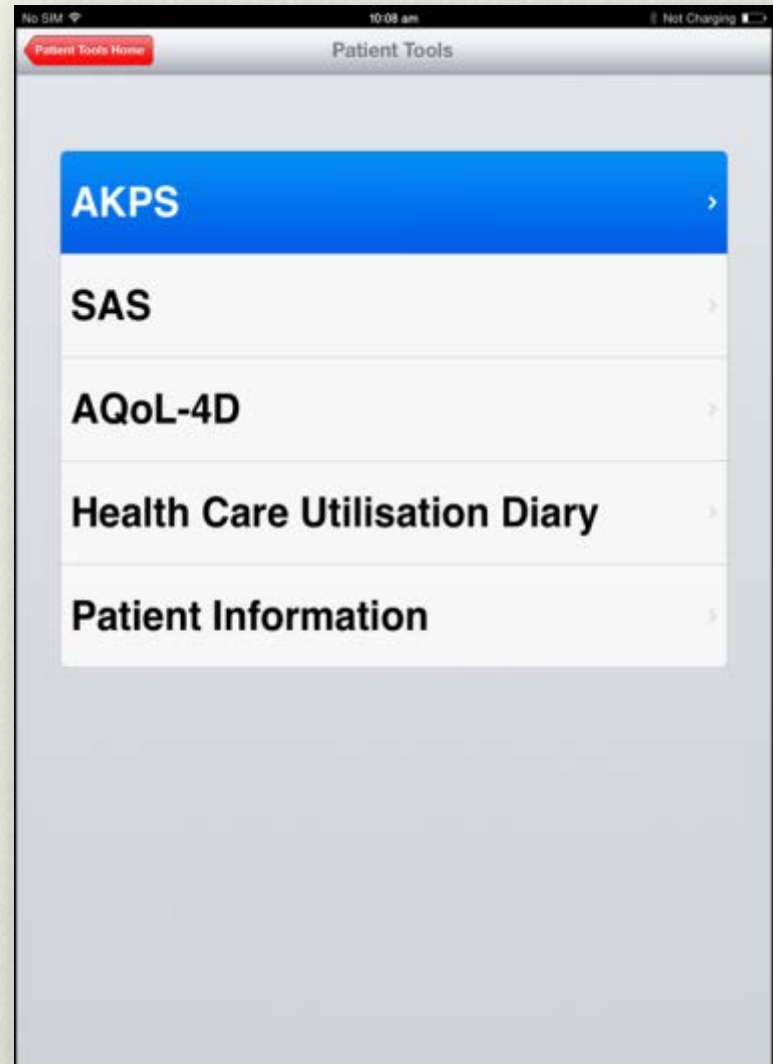 No SIM 10:08 am Not Charging
Patient Tools Home Patient Tools
AKPS
SAS
AQoL-4D
Health Care Utilisation Diary
Patient Information